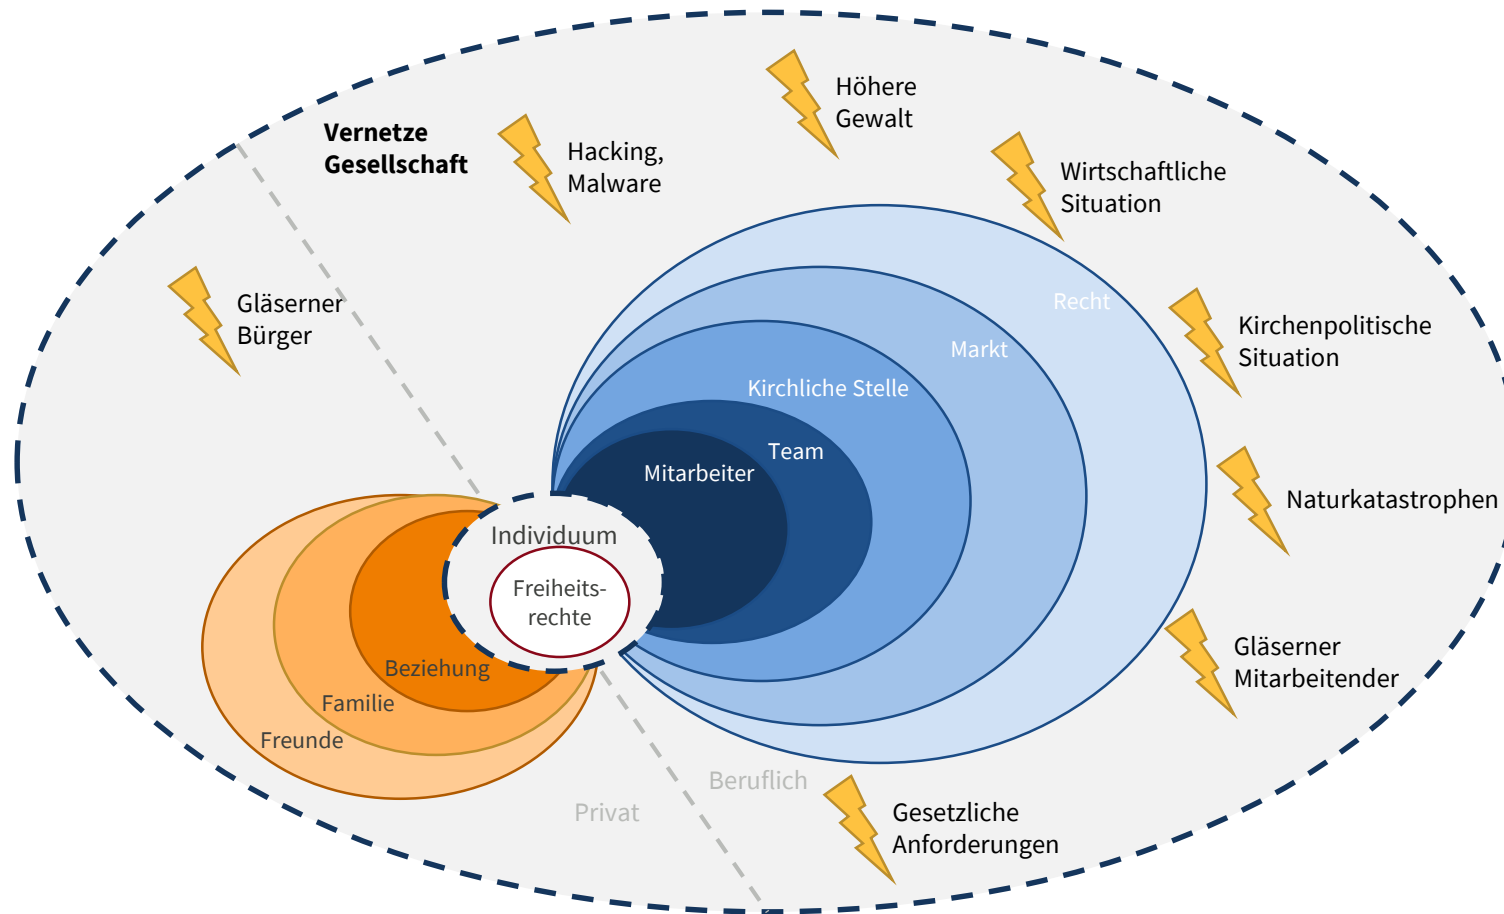 Höhere
Gewalt
Vernetze
Gesellschaft
Hacking,
Malware
Wirtschaftliche
Situation
Gläserner
Bürger
Recht
Kirchenpolitische
Situation
Markt
Kirchliche Stelle
Team
Mitarbeiter
Naturkatastrophen
Individuum
Freiheits-
rechte
Beziehung
Familie
Freunde
Gläserner
Mitarbeitender
Beruflich
Privat
Gesetzliche
Anforderungen